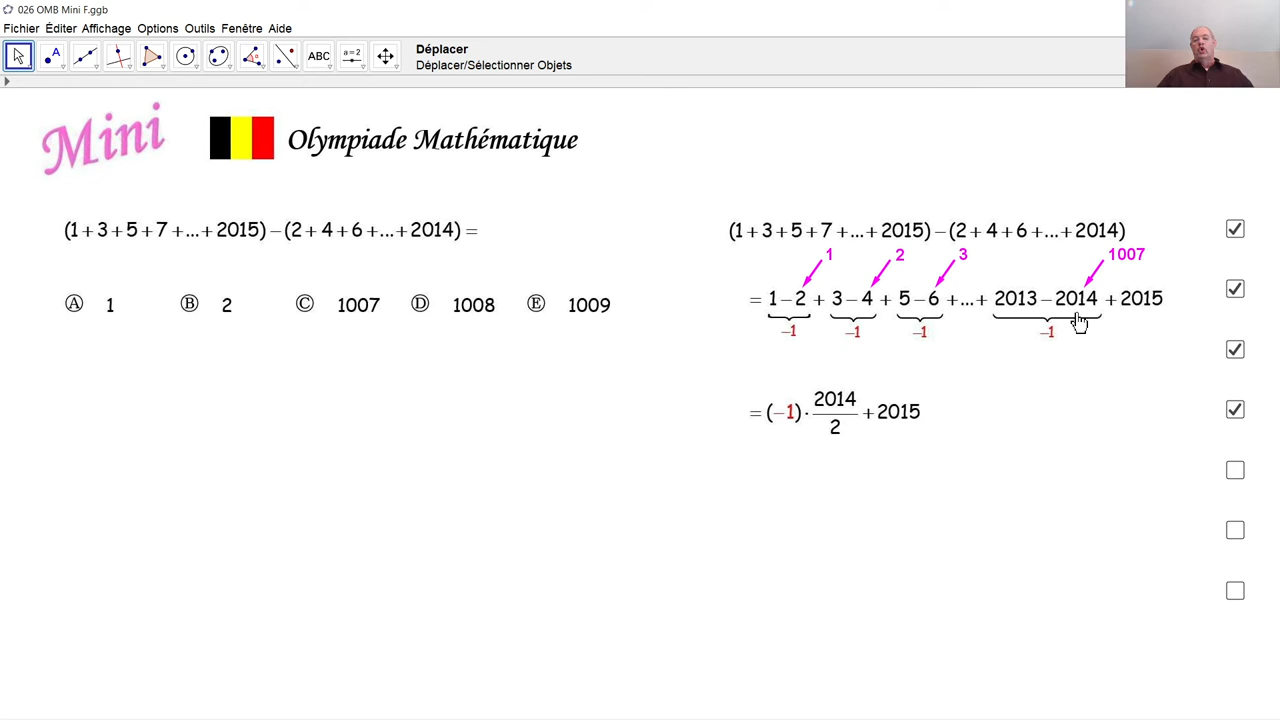 026 OMB Mini F.ggb
Fichier Éditer Affichage Options Outils Fenêtre Aide
A ABC a=2 Déplacer
Déplacer/Sélectionner Objets
Mini Olympiade Mathématique
(1+3+5+7+...+2015)−(2+4+6+...+2014)=
Ⓐ 1 Ⓑ 2 Ⓒ 1007 Ⓓ 1008 Ⓔ 1009
(1+3+5+7+...+2015)−(2+4+6+...+2014)
1 2 3 1007
=1−2+3−4+5−6+...+2013−2014+2015
−1 −1 −1 −1
=(−1)·2014/2+2015